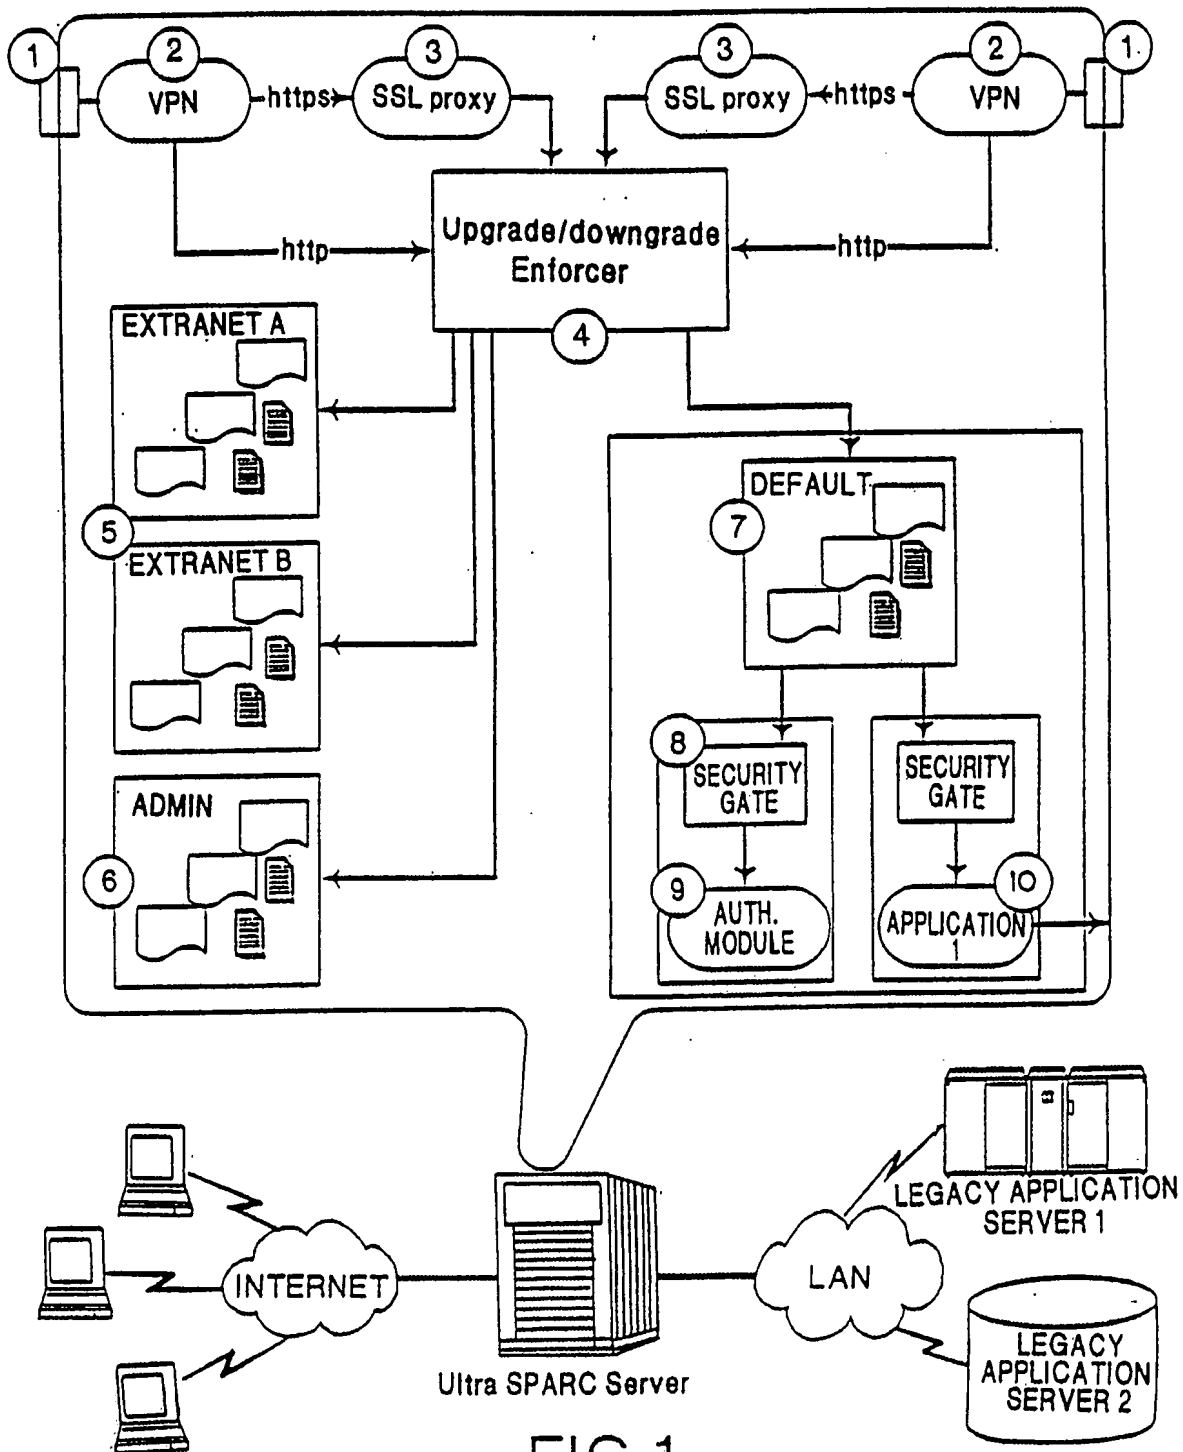 1
2
3
3
2
1
VPN
https
SSL proxy
SSL proxy
https
VPN
http
Upgrade/downgrade
Enforcer
http
4
EXTRANET A
5
EXTRANET B
ADMIN
6
DEFAULT
7
8
SECURITY
GATE
SECURITY
GATE
9
AUTH.
MODULE
10
APPLICATION
1
INTERNET
Ultra SPARC Server
LAN
LEGACY APPLICATION
SERVER 1
LEGACY
APPLICATION
SERVER 2
FIG 1